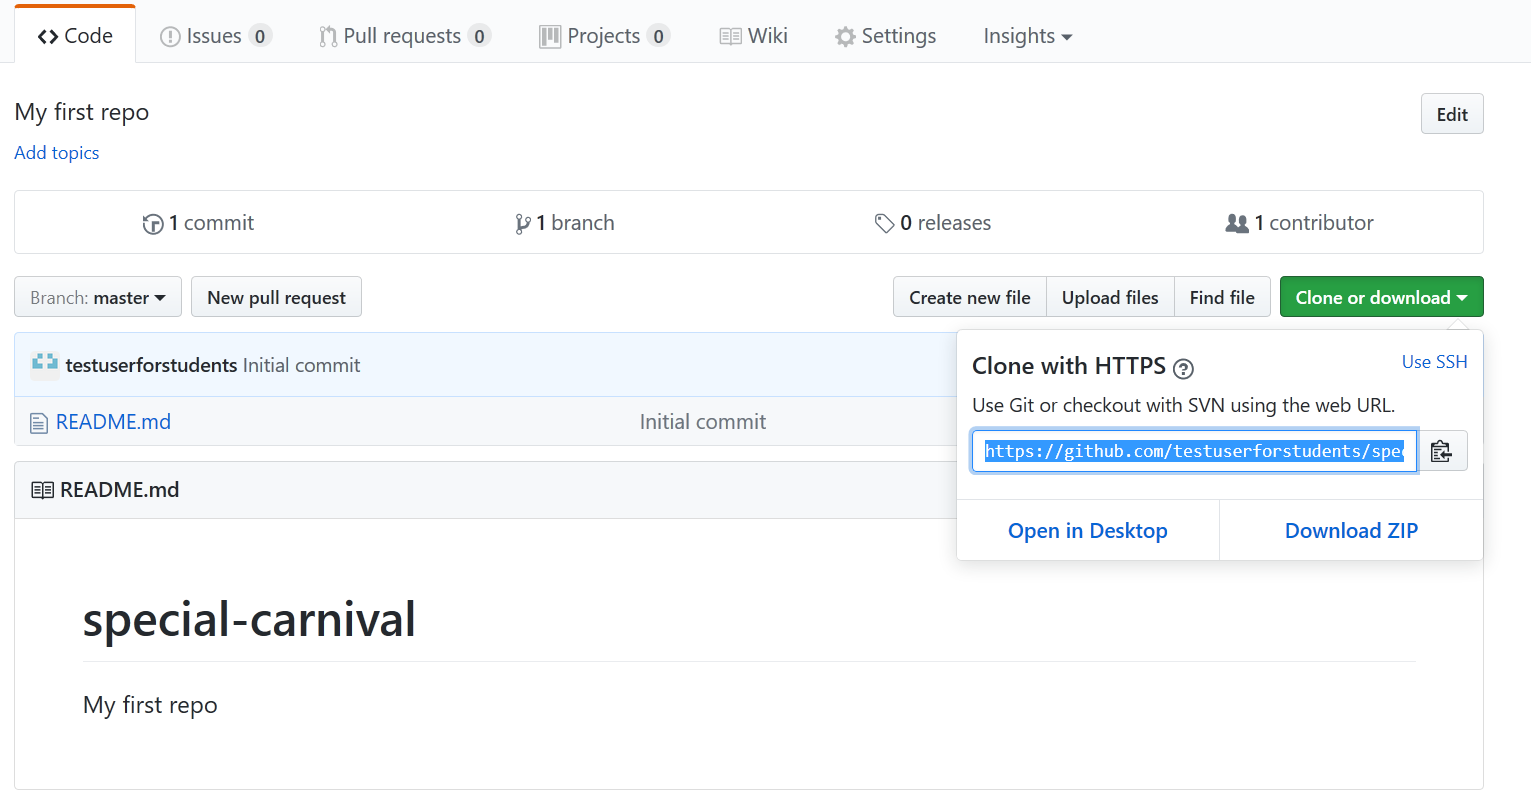 Code Issues 0 Pull requests 0 Projects 0 Wiki Settings Insights
My first repo Edit
Add topics
1 commit 1 branch 0 releases 1 contributor
Branch: master New pull request Create new file Upload files Find file Clone or download
testuserforstudents Initial commit
Clone with HTTPS ? Use SSH
Use Git or checkout with SVN using the web URL.
README.md Initial commit
https://github.com/testuserforstudents/spec
README.md
Open in Desktop Download ZIP
special-carnival
My first repo